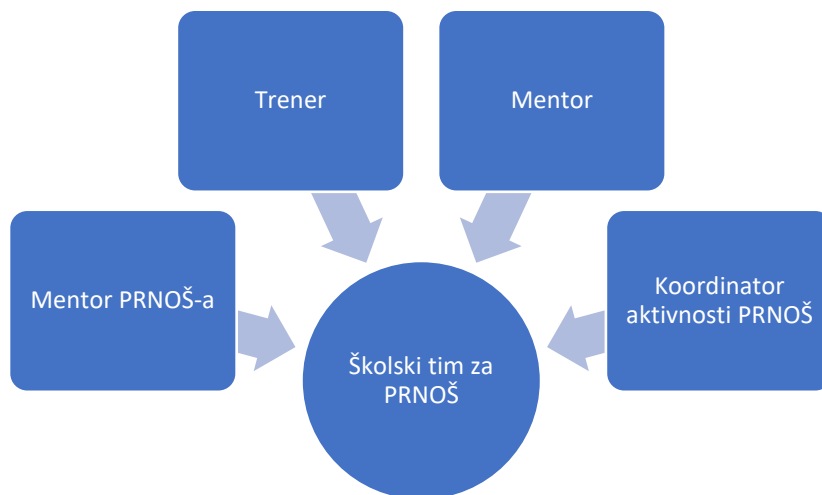 Trener
Mentor
Mentor PRNOŠ-a
Koordinator
aktivnosti PRNOŠ
Školski tim za
PRNOŠ